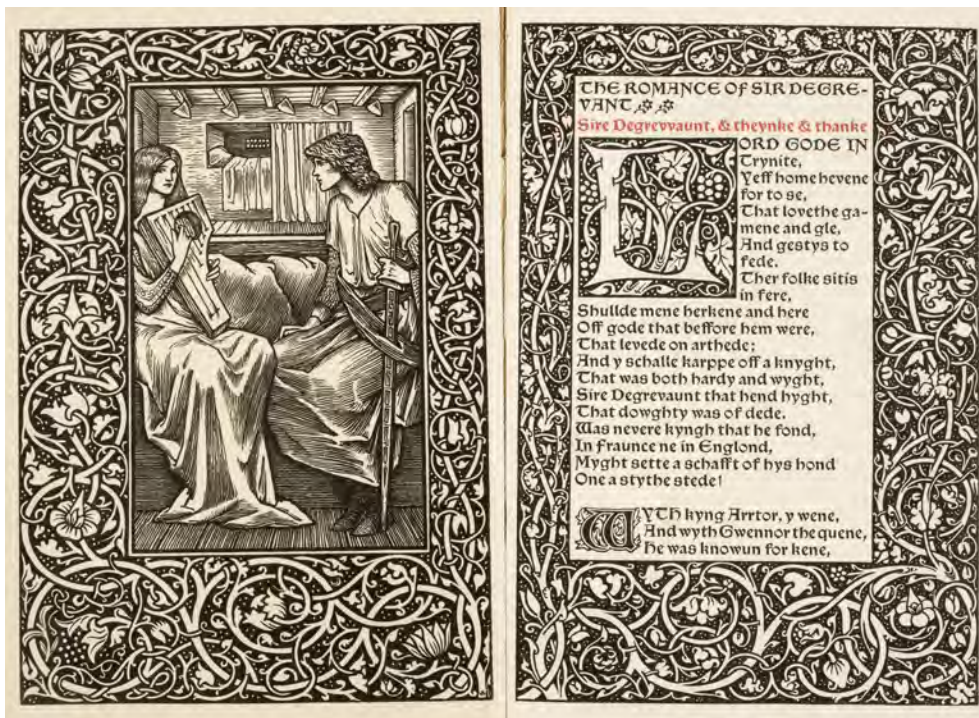 THE ROMANCE OF SIR DEGRE-
VANT
Sire Degrevvaunt, & theynke & thanke
LORD GODE IN
Trynite,
Yeff home hevene
for to se,
That lovethe ga-
mene and gle,
And gestys to
fede.
Ther folke sitis
in fere,
Shullde mene herkene and here
Off gode that beffore hem were,
That levede on arthede;
And y schalle karppe off a knyght,
That was both hardy and wyght,
Sire Degrevaunt that hend hyght,
That dowghty was of dede.
Was nevere kyngh that he fond,
In Fraunce ne in Englond,
Myght sette a schafft of hys hond
One a stythe stede!
WYTH kyng Arrtor, y wene,
And wyth Gwennor the quene,
He was knowun for kene,